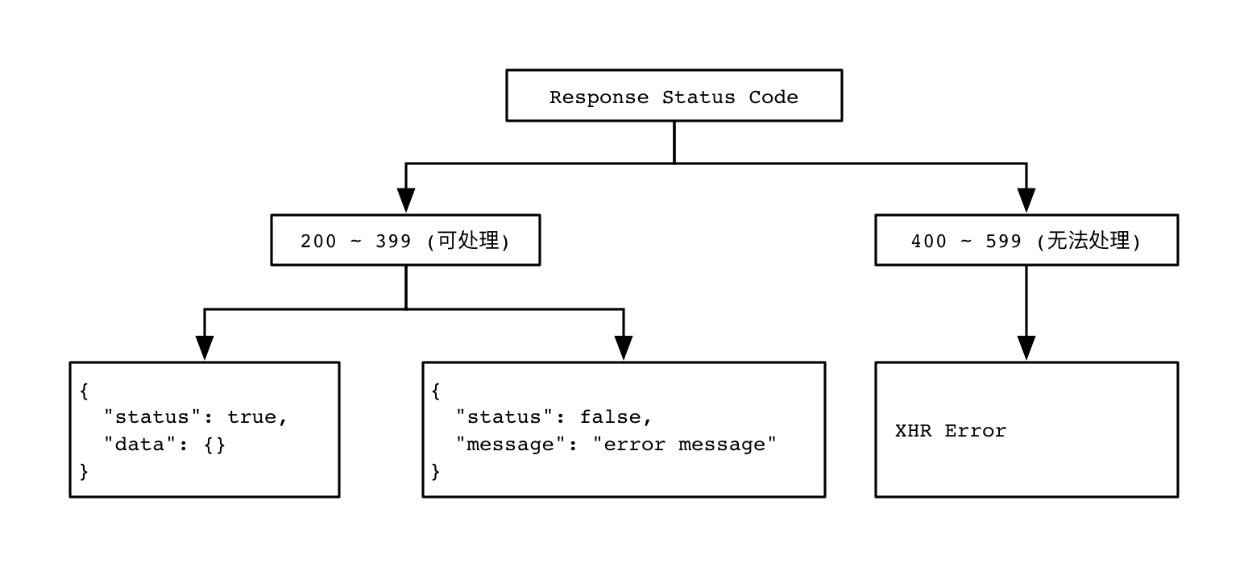 Response Status Code
200 ~ 399 (可处理)
400 ~ 599 (无法处理)
{
"status": true,
"data": {}
}
{
"status": false,
"message": "error message"
}
XHR Error